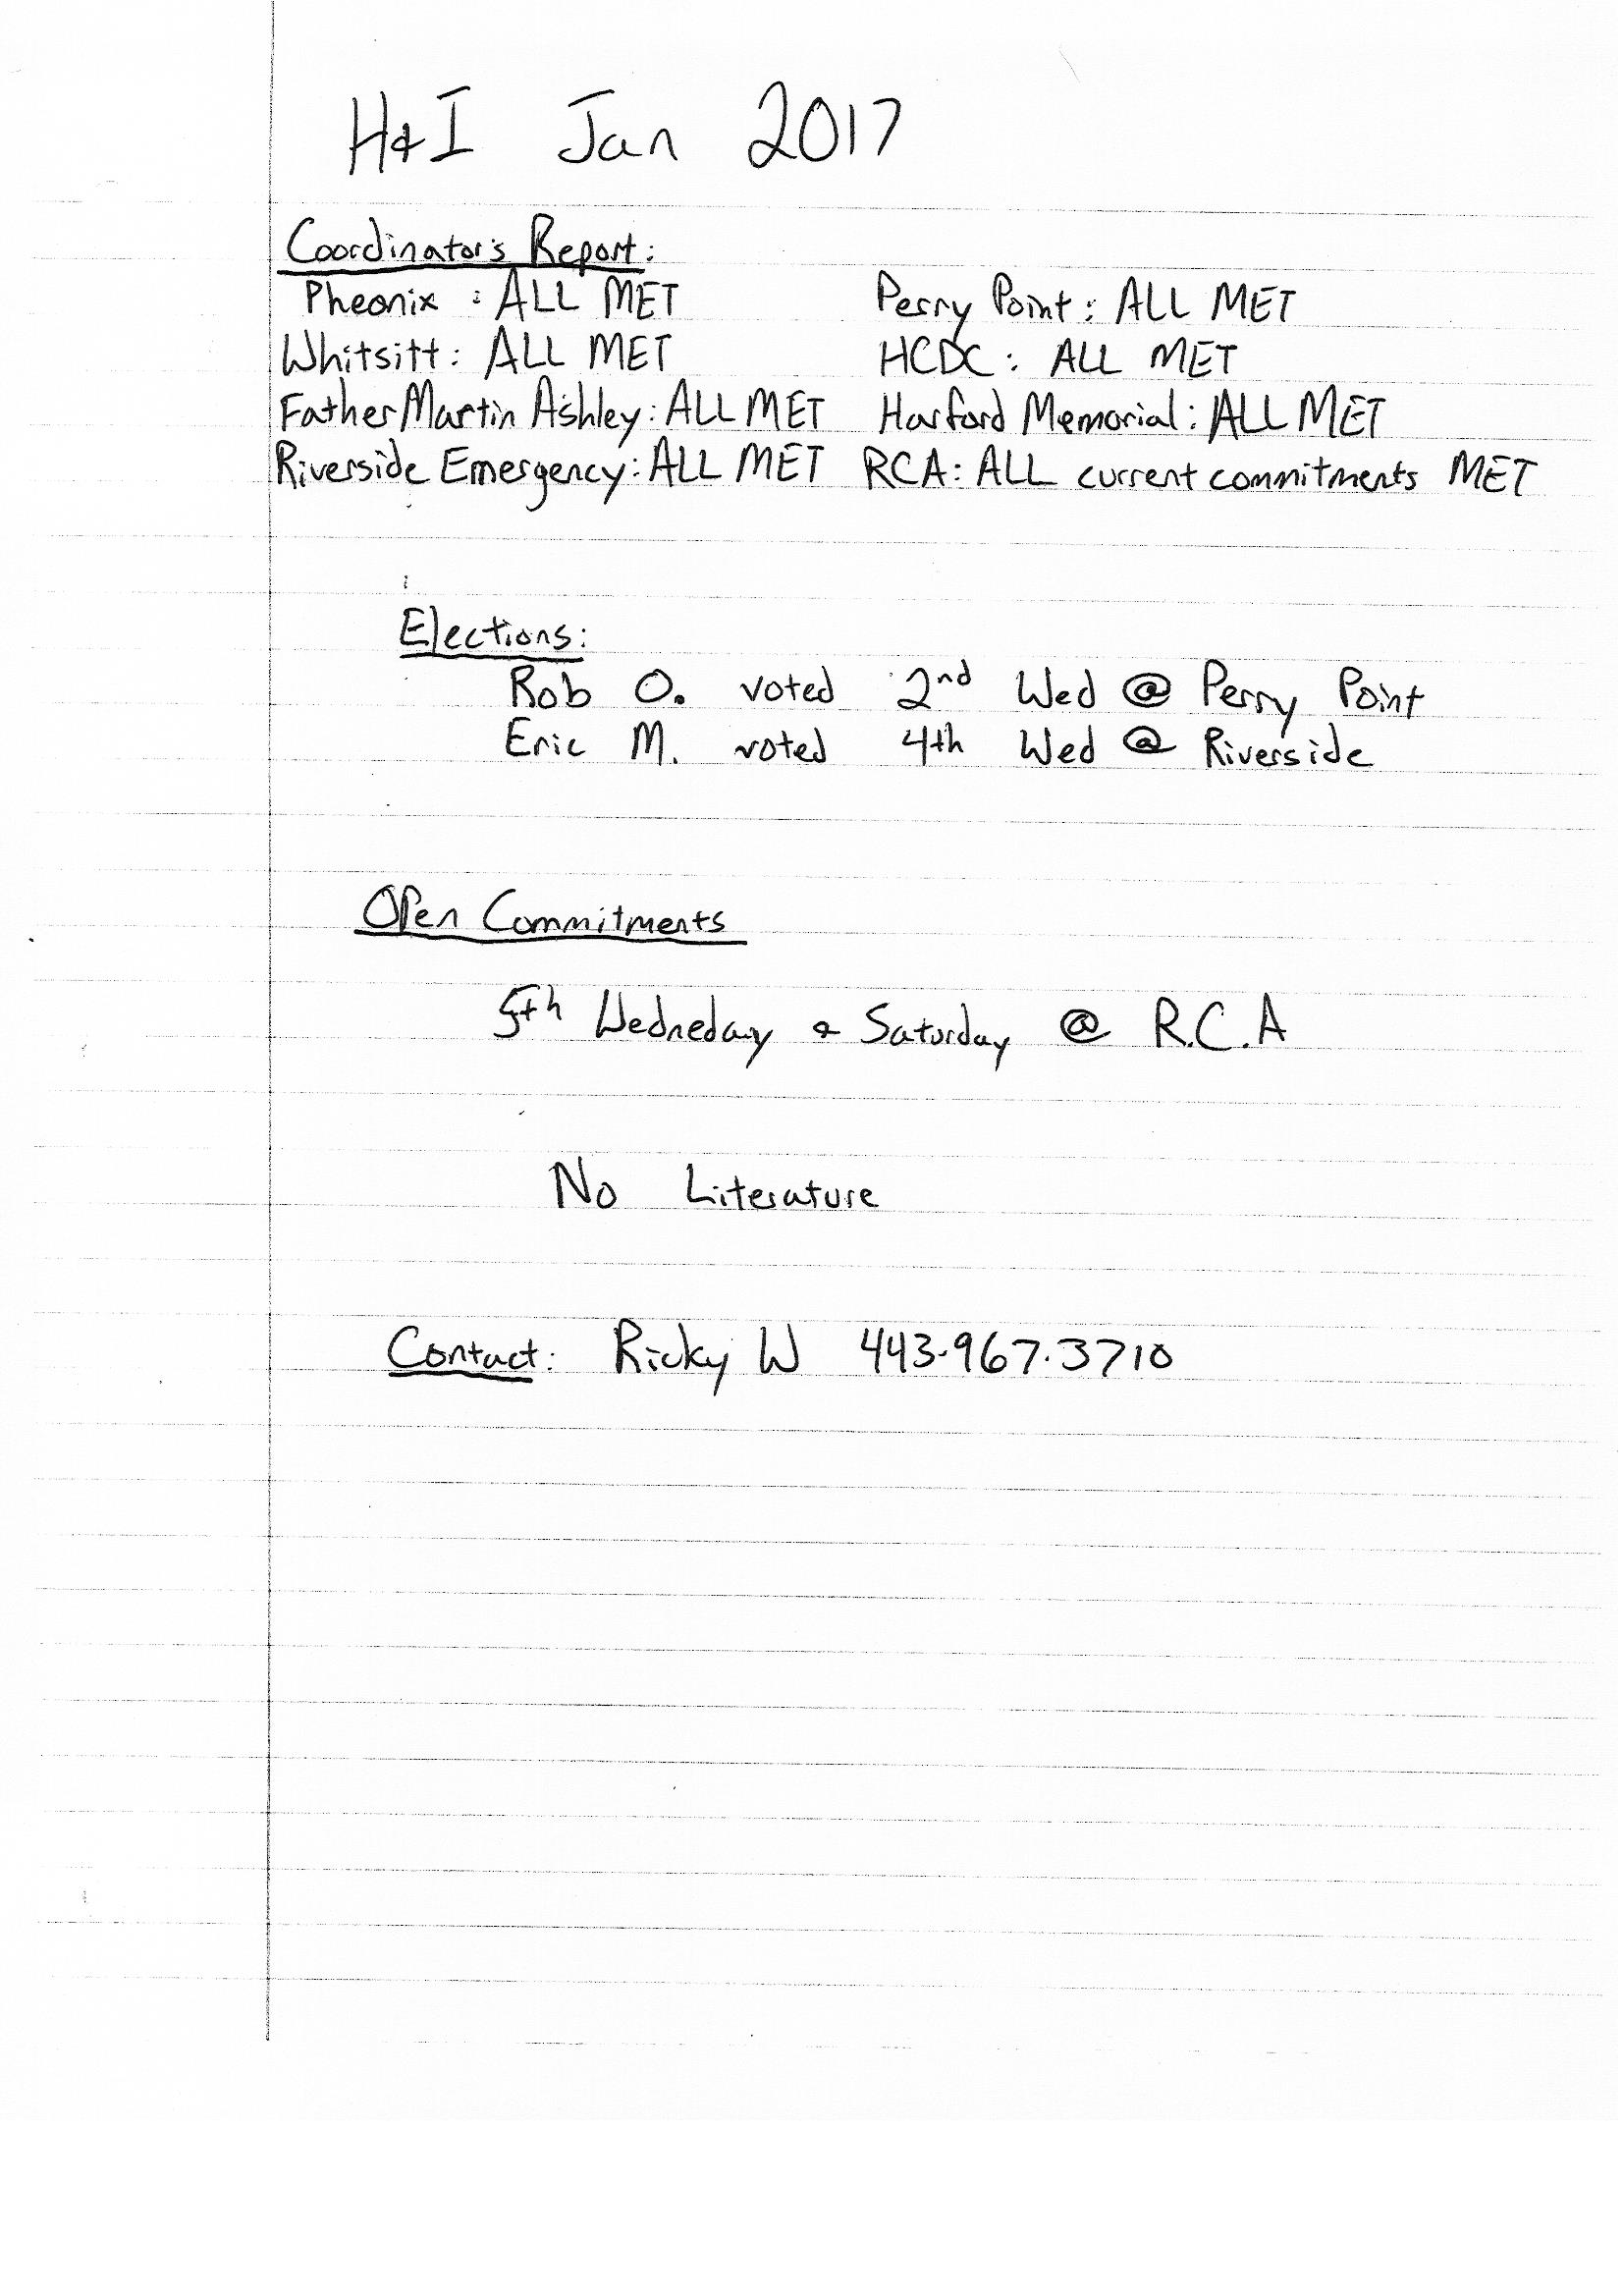 H&I Jan 2017
Coordinator's Report:
Pheonix : ALL MET Perry Point : ALL MET
Whitsitt : ALL MET HCDC : ALL MET
Father Martin Ashley : ALL MET Harford Memorial : ALL MET
Riverside Emergency : ALL MET RCA : ALL current commitments MET
Elections:
Rob O. voted 2nd Wed @ Perry Point
Eric M. voted 4th Wed @ Riverside
Open Commitments
5th Wedneday & Saturday @ R.C.A
No Literature
Contact: Ricky W 443.967.3710